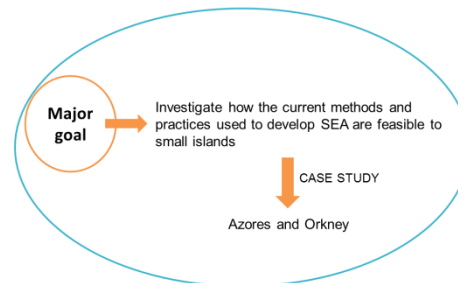 Major
goal
Investigate how the current methods and
practices used to develop SEA are feasible to
small islands
CASE STUDY
Azores and Orkney